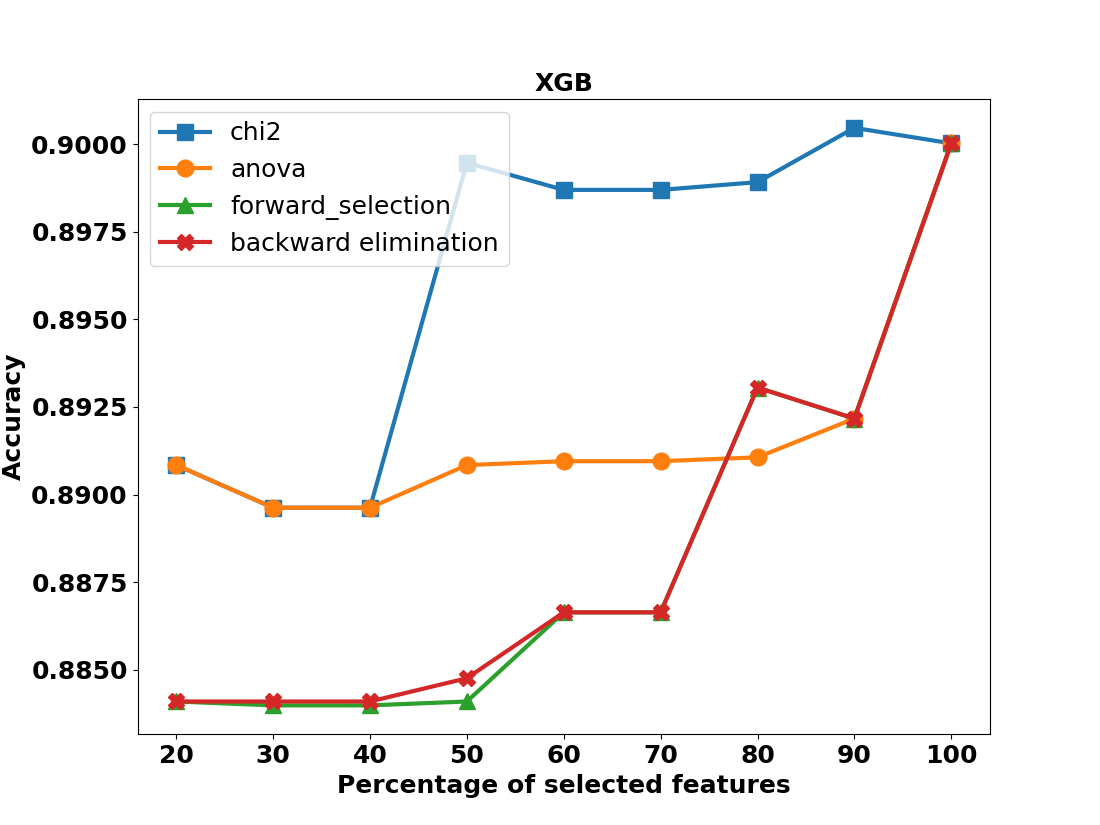 XGB
chi2
anova
forward_selection
backward elimination
Accuracy
0.9000
0.8975
0.8950
0.8925
0.8900
0.8875
0.8850
20 30 40 50 60 70 80 90 100
Percentage of selected features